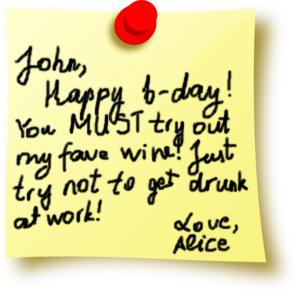 John,
Happy b-day!
You MUST try out
my fave wine! Just
try not to get drunk
at work!
Love,
Alice